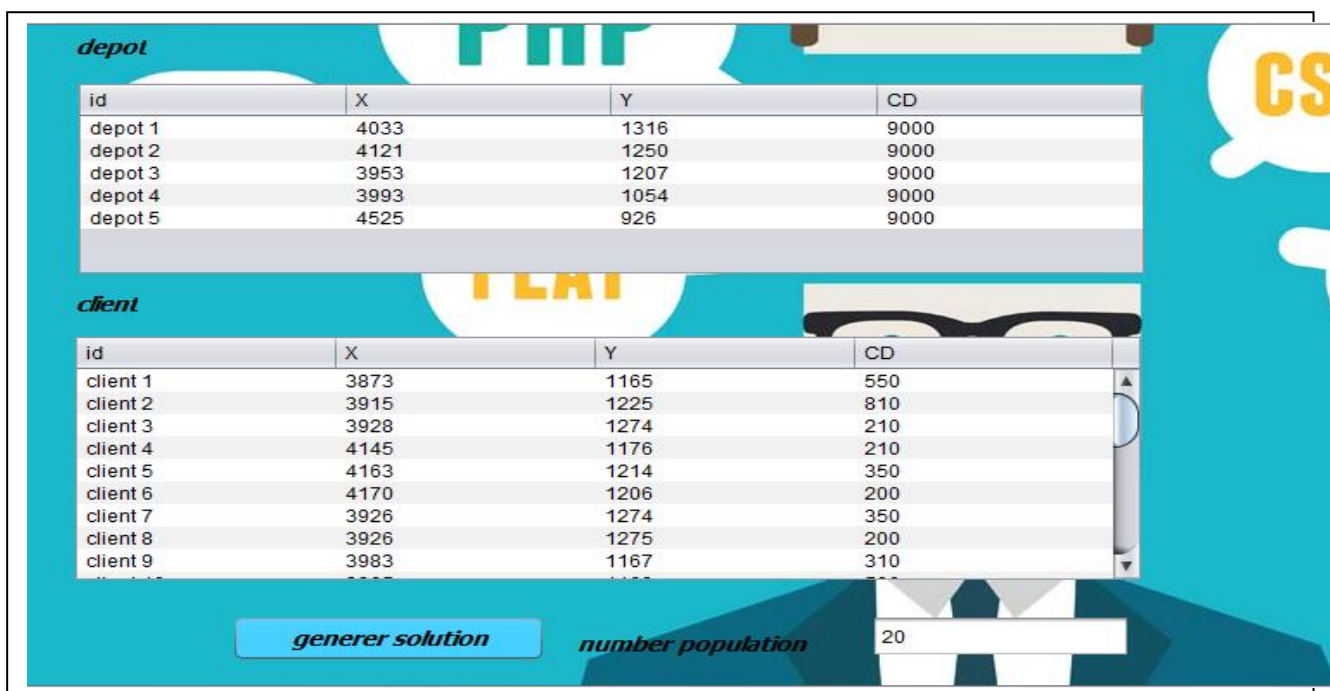 PHP
CS
depot
id X Y CD
depot 1 4033 1316 9000
depot 2 4121 1250 9000
depot 3 3953 1207 9000
depot 4 3993 1054 9000
depot 5 4525 926 9000
client
id X Y CD
client 1 3873 1165 550
client 2 3915 1225 810
client 3 3928 1274 210
client 4 4145 1176 210
client 5 4163 1214 350
client 6 4170 1206 200
client 7 3926 1274 350
client 8 3926 1275 200
client 9 3983 1167 310
generer solution number population 20